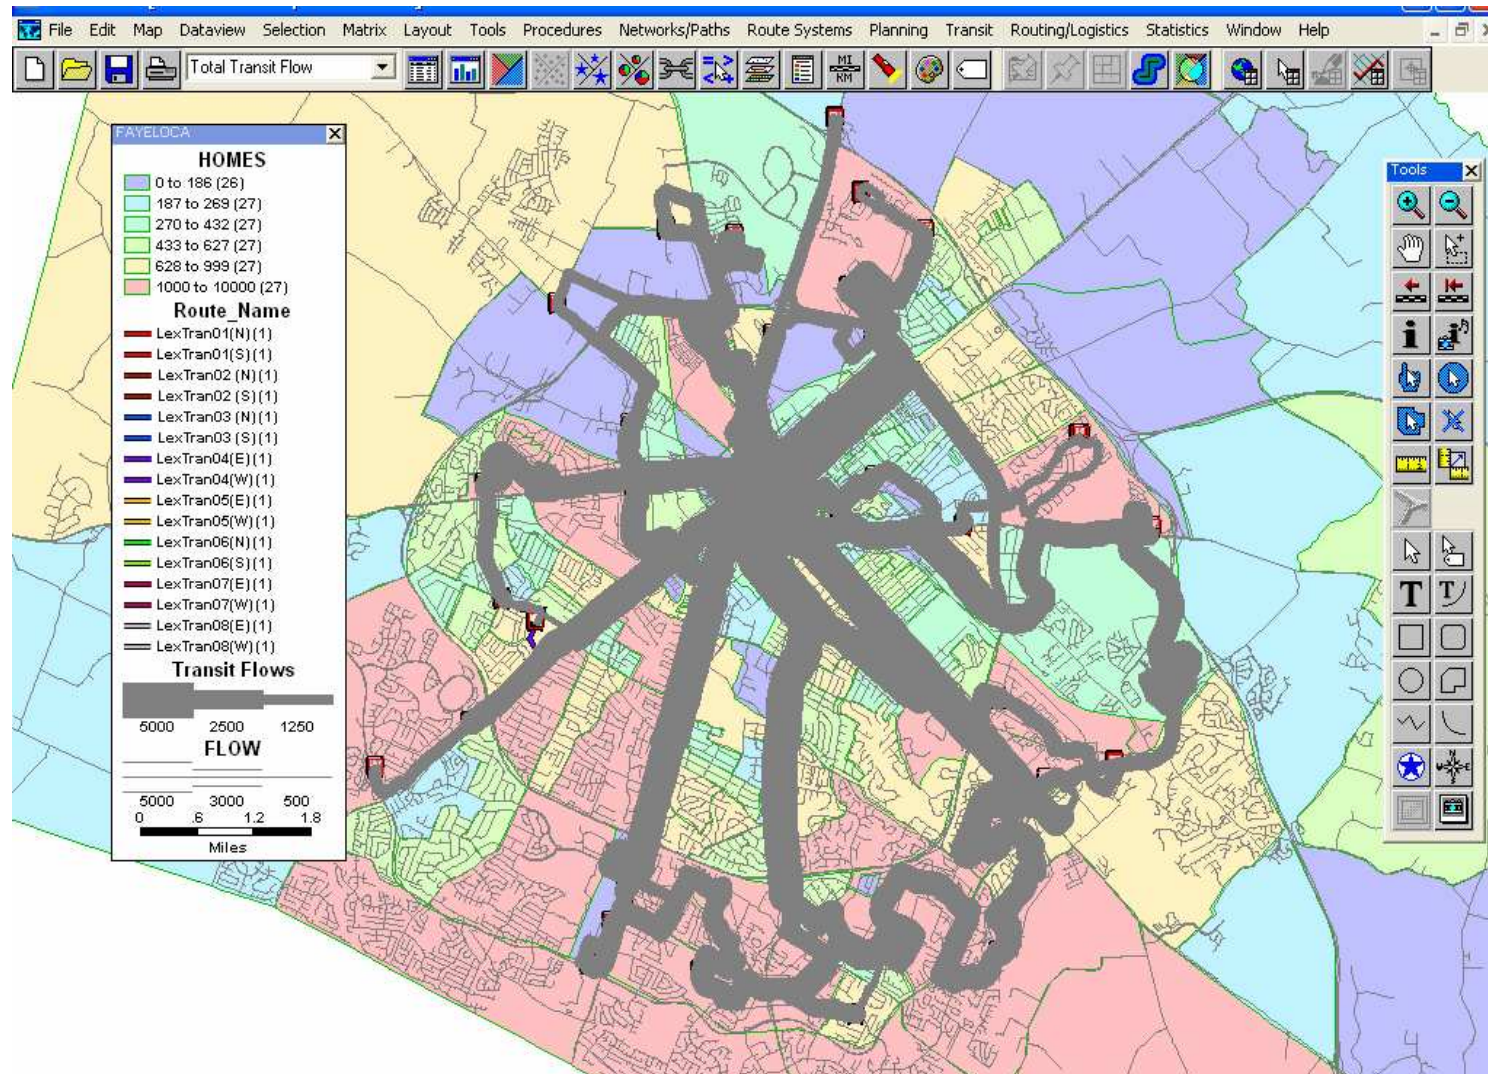 File Edit Map Dataview Selection Matrix Layout Tools Procedures Networks/Paths Route Systems Planning Transit Routing/Logistics Statistics Window Help
Total Transit Flow
MI
KM
FAYELOCA
HOMES
0 to 186 (26)
187 to 269 (27)
270 to 432 (27)
433 to 627 (27)
628 to 999 (27)
1000 to 10000 (27)
Route_Name
LexTran01(N)(1)
LexTran01(S)(1)
LexTran02 (N)(1)
LexTran02 (S)(1)
LexTran03 (N)(1)
LexTran03 (S)(1)
LexTran04(E)(1)
LexTran04(W)(1)
LexTran05(E)(1)
LexTran05(W)(1)
LexTran06(N)(1)
LexTran06(S)(1)
LexTran07(E)(1)
LexTran07(W)(1)
LexTran08(E)(1)
LexTran08(W)(1)
Transit Flows
5000 2500 1250
FLOW
5000 3000 500
0 .6 1.2 1.8
Miles
Tools
T T